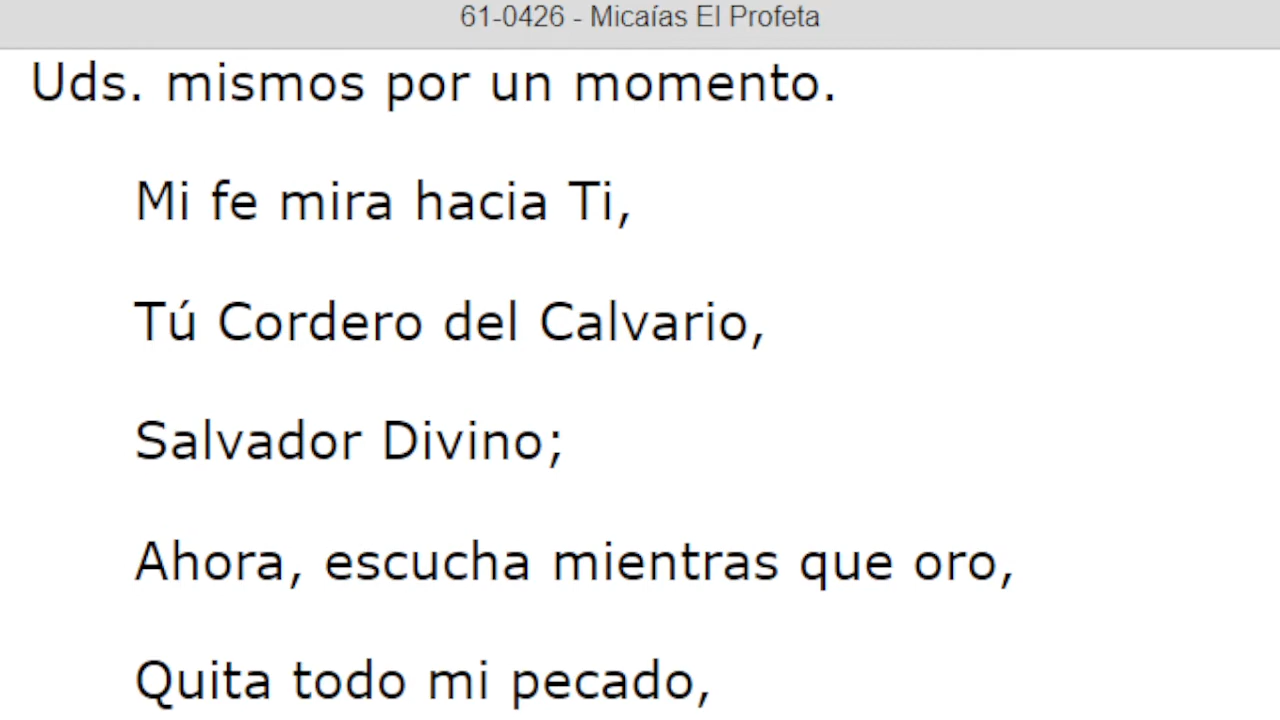 61-0426 - Micaías El Profeta
Uds. mismos por un momento.
Mi fe mira hacia Ti,
Tú Cordero del Calvario,
Salvador Divino;
Ahora, escucha mientras que oro,
Quita todo mi pecado,